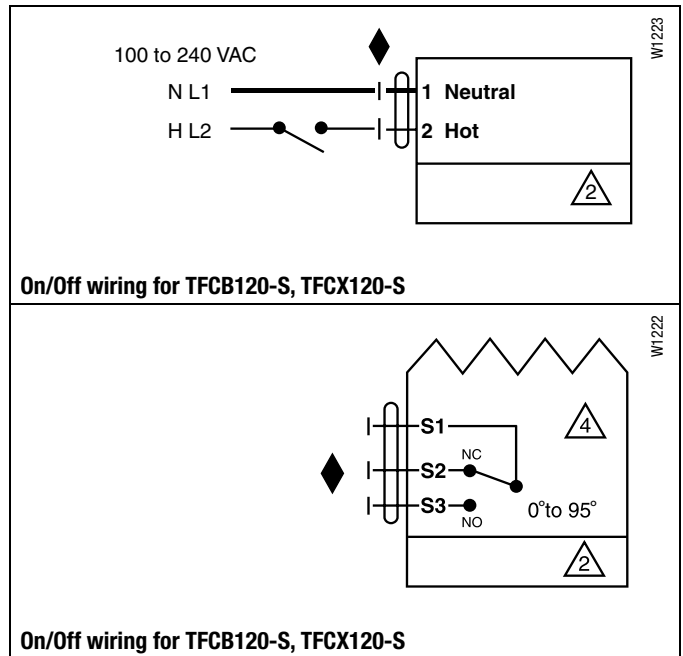 W1223
100 to 240 VAC
N L1
1 Neutral
H L2
2 Hot
2
On/Off wiring for TFCB120-S, TFCX120-S
W1222
S1
4
NC
S2
S3
0°to 95°
NO
2
On/Off wiring for TFCB120-S, TFCX120-S